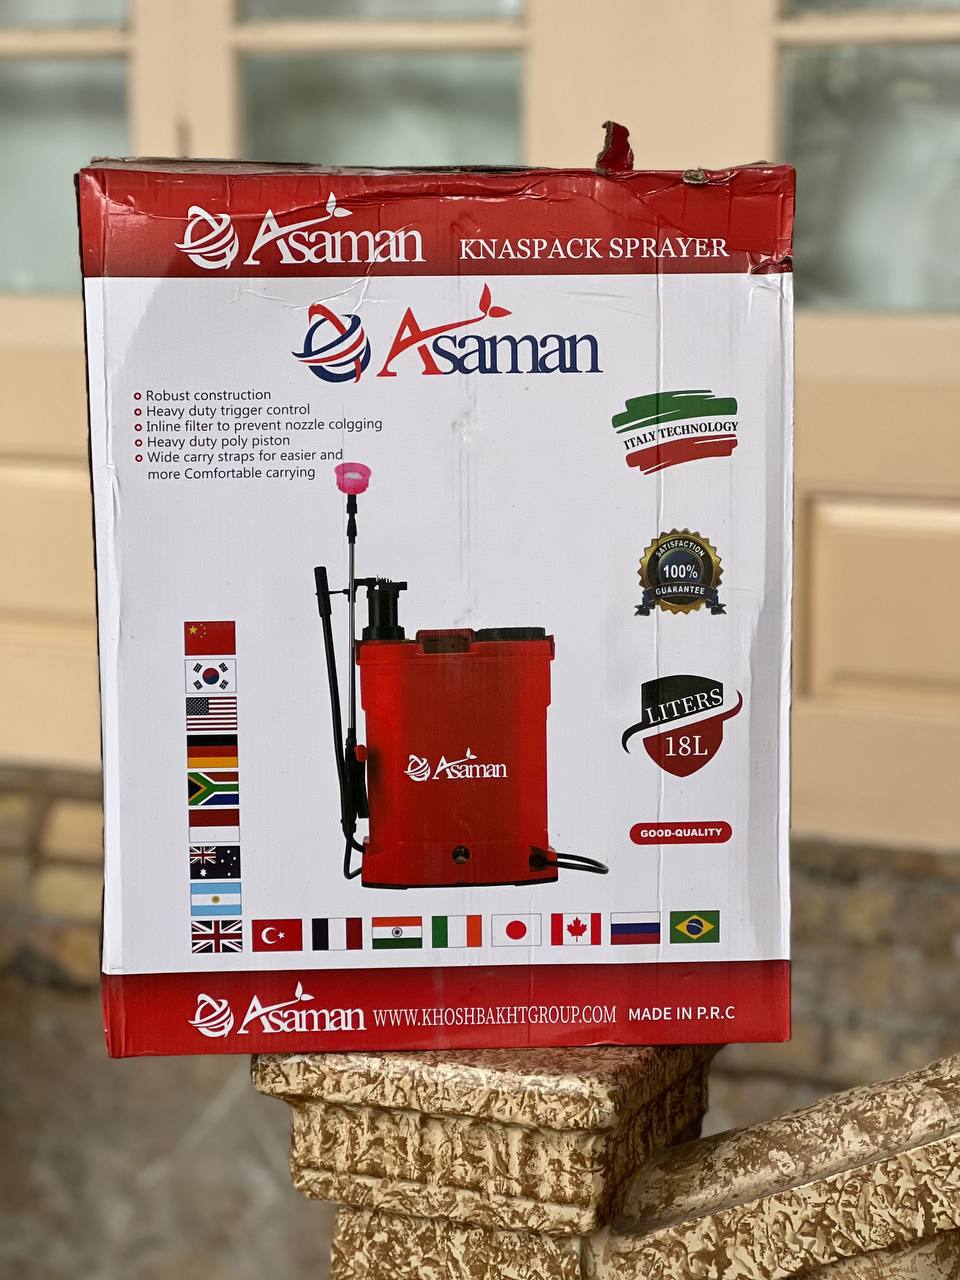 Asaman KNASPACK SPRAYER
Asaman
Robust construction
Heavy duty trigger control
Inline filter to prevent nozzle colgging
Heavy duty poly piston
Wide carry straps for easier and
more Comfortable carrying
ITALY TECHNOLOGY
SATISFACTION
100%
GUARANTEE
LITERS
18L
Asaman
GOOD-QUALITY
Asaman WWW.KHOSHBAKHTGROUP.COM MADE IN P.R.C